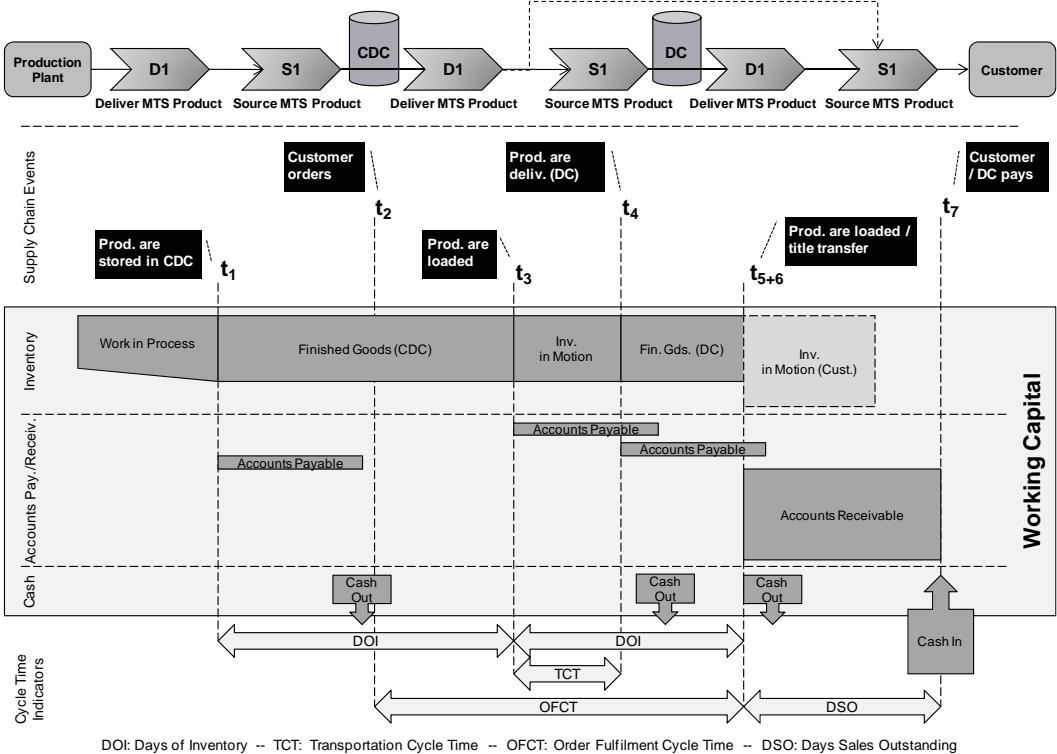 CDC
DC
Production
Plant
D1
S1
D1
S1
D1
S1
Customer
Deliver MTS Product
Source MTS Product
Deliver MTS Product
Source MTS Product
Deliver MTS Product
Source MTS Product
Supply Chain Events
Customer
orders
Prod. are
deliv. (DC)
Customer
/ DC pays
t2
t4
t7
Prod. are
stored in CDC
t1
Prod. are
loaded
t3
Prod. are loaded /
title transfer
t5+6
Inventory
Work in Process
Finished Goods (CDC)
Inv.
in Motion
Fin. Gds. (DC)
Inv.
in Motion (Cust.)
Working Capital
Accounts Pay./Receiv.
Accounts Payable
Accounts Payable
Accounts Payable
Accounts Receivable
Cash
Cash
Out
Cash
Out
Cash
Out
Cash In
Cycle Time
Indicators
DOI
DOI
TCT
OFCT
DSO
DOI: Days of Inventory -- TCT: Transportation Cycle Time -- OFCT: Order Fulfilment Cycle Time -- DSO: Days Sales Outstanding